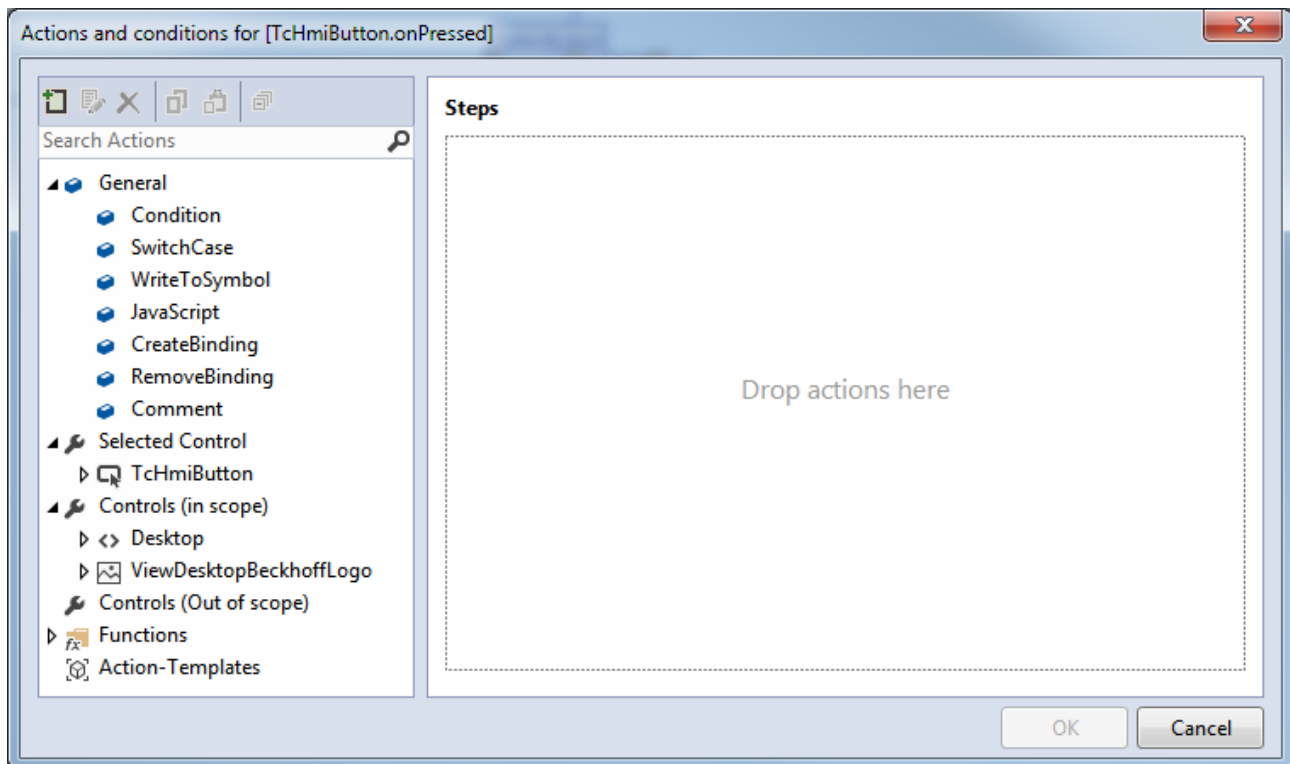 Actions and conditions for [TcHmiButton.onPressed]
Search Actions
General
Condition
SwitchCase
WriteToSymbol
JavaScript
CreateBinding
RemoveBinding
Comment
Selected Control
TcHmiButton
Controls (in scope)
Desktop
ViewDesktopBeckhoffLogo
Controls (Out of scope)
fx Functions
Action-Templates
Steps
Drop actions here
OK
Cancel